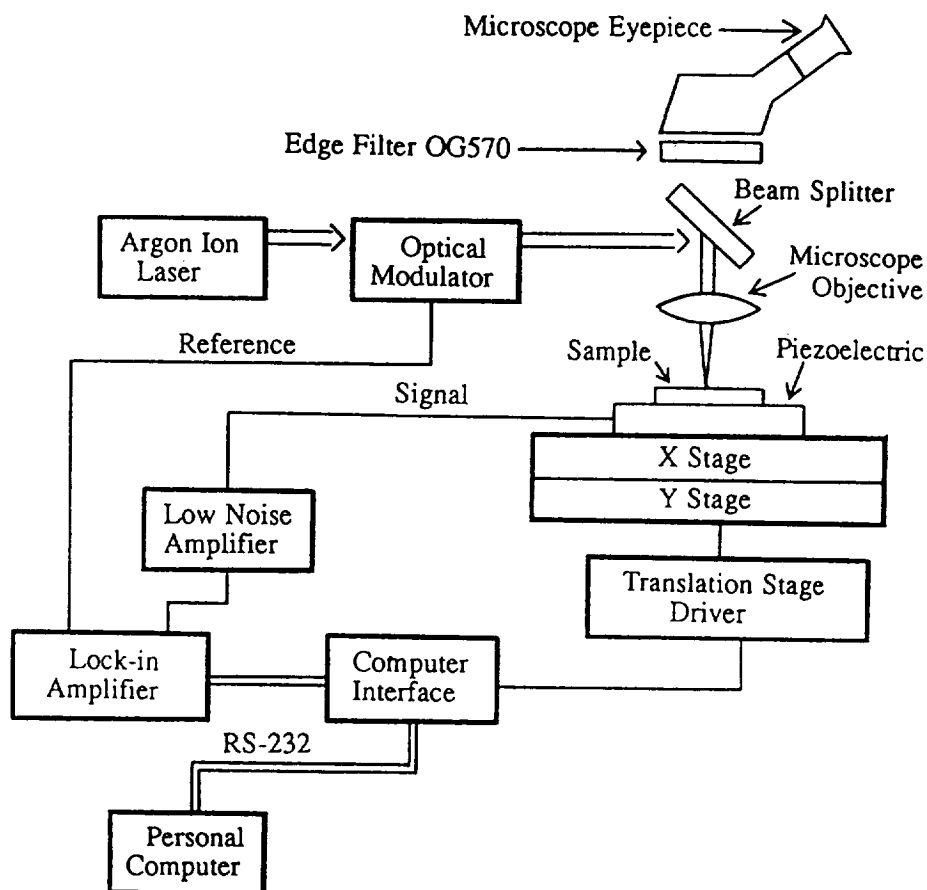 Microscope Eyepiece
Edge Filter OG570
Beam Splitter
Argon Ion
Laser
Optical
Modulator
Microscope
Objective
Reference
Sample
Piezoelectric
Signal
X Stage
Y Stage
Low Noise
Amplifier
Translation Stage
Driver
Lock-in
Amplifier
Computer
Interface
RS-232
Personal
Computer